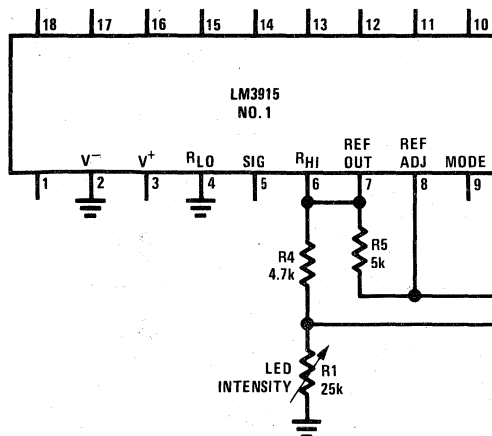 18 17 16 15 14 13 12 11 10
LM3915
NO. 1
V⁻ V⁺ RLO SIG RHI REF OUT REF ADJ MODE
1 2 3 4 5 6 7 8 9
R4
4.7k
R5
5k
LED
INTENSITY
R1
25k